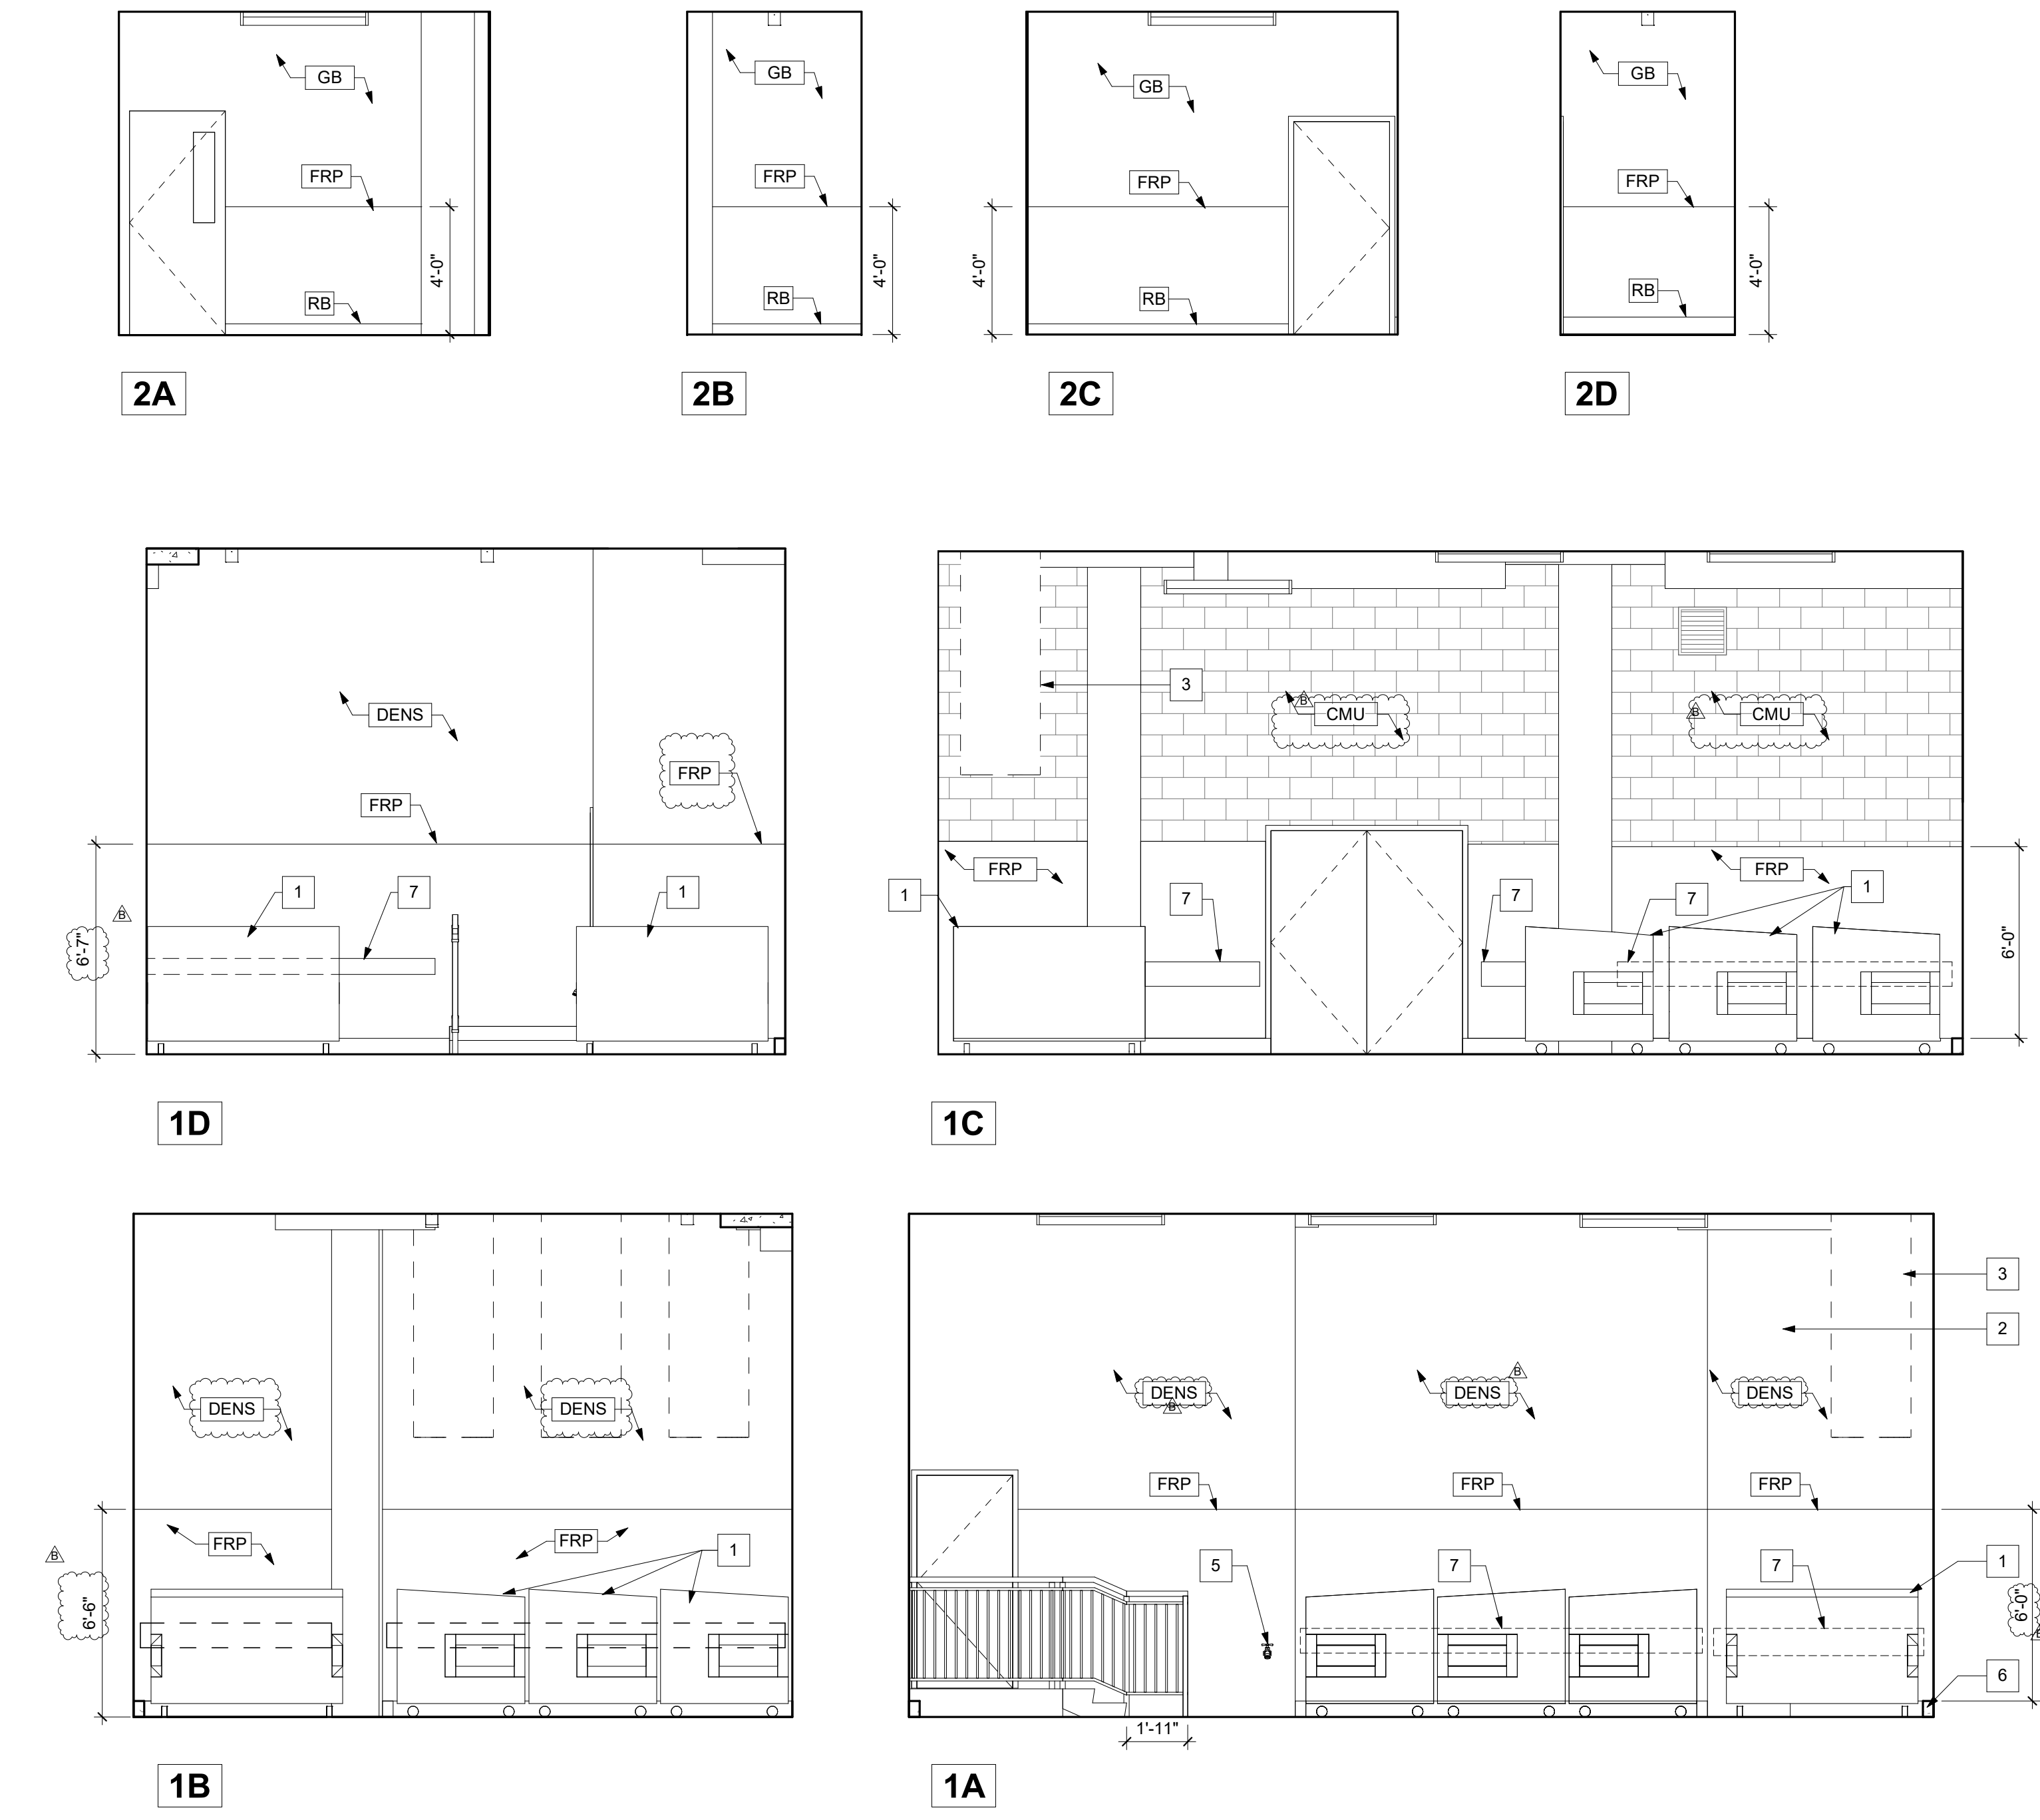 GB
FRP
4'-0"
RB
2A
GB
FRP
4'-0"
RB
2B
GB
FRP
4'-0"
RB
2C
GB
FRP
4'-0"
RB
2D
DENS
FRP
FRP
1
7
1
B
6'-7"
1D
3
B
CMU
B
CMU
FRP
FRP
1
7
7
7
1
6'-0"
1C
DENS
DENS
FRP
FRP
1
B
6'-6"
1B
3
2
DENS
B
DENS
B
DENS
FRP
FRP
FRP
5
7
7
1
6'-0"
B
6
1'-11"
1A